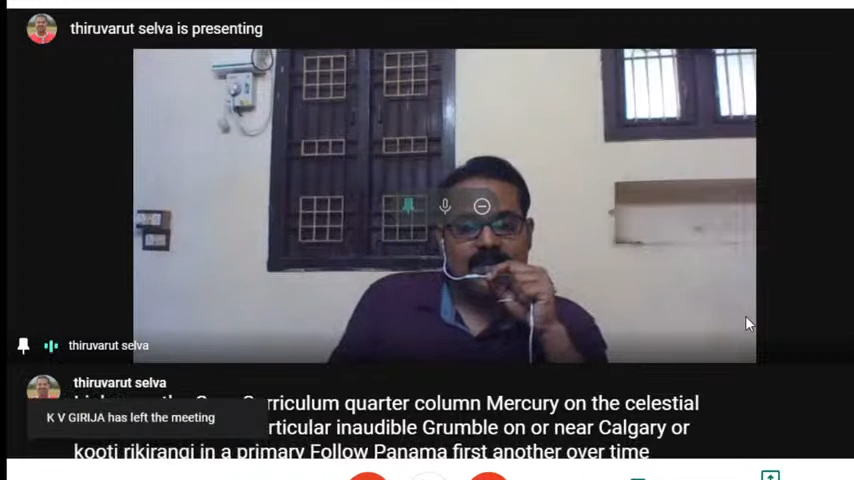 thiruvarut selva is presenting
thiruvarut selva
thiruvarut selva
rriculum quarter column Mercury on the celestial
K V GIRIJA has left the meeting
rticular inaudible Grumble on or near Calgary or
kooti rikirangi in a primary Follow Panama first another over time